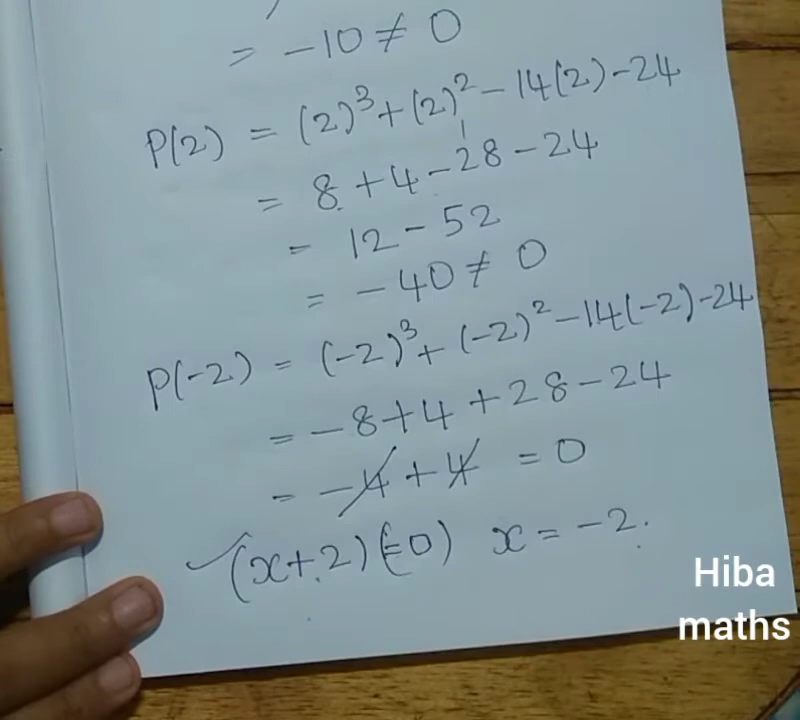 = -10 ≠ 0
P(2) = (2)³ + (2)² - 14(2) - 24
= 8 + 4 - 28 - 24
= 12 - 52
= -40 ≠ 0
P(-2) = (-2)³ + (-2)² - 14(-2) - 24
= -8 + 4 + 28 - 24
= -4 + 4 = 0
(x+2) (=0) x = -2.
Hiba
maths